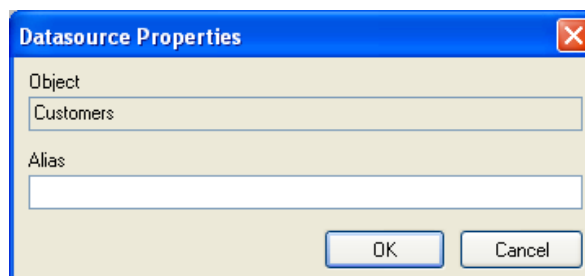 Datasource Properties
Object
Customers
Alias
OK Cancel